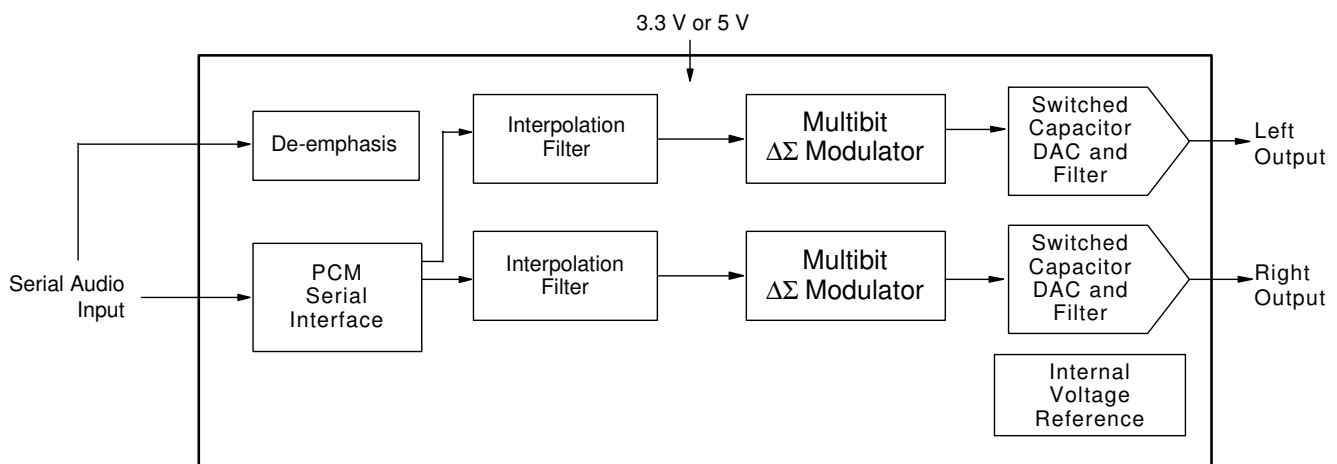 3.3 V or 5 V
De-emphasis
Interpolation
Filter
Multibit
ΔΣ Modulator
Switched
Capacitor
DAC and
Filter
Left
Output
Serial Audio
Input
PCM
Serial
Interface
Interpolation
Filter
Multibit
ΔΣ Modulator
Switched
Capacitor
DAC and
Filter
Right
Output
Internal
Voltage
Reference